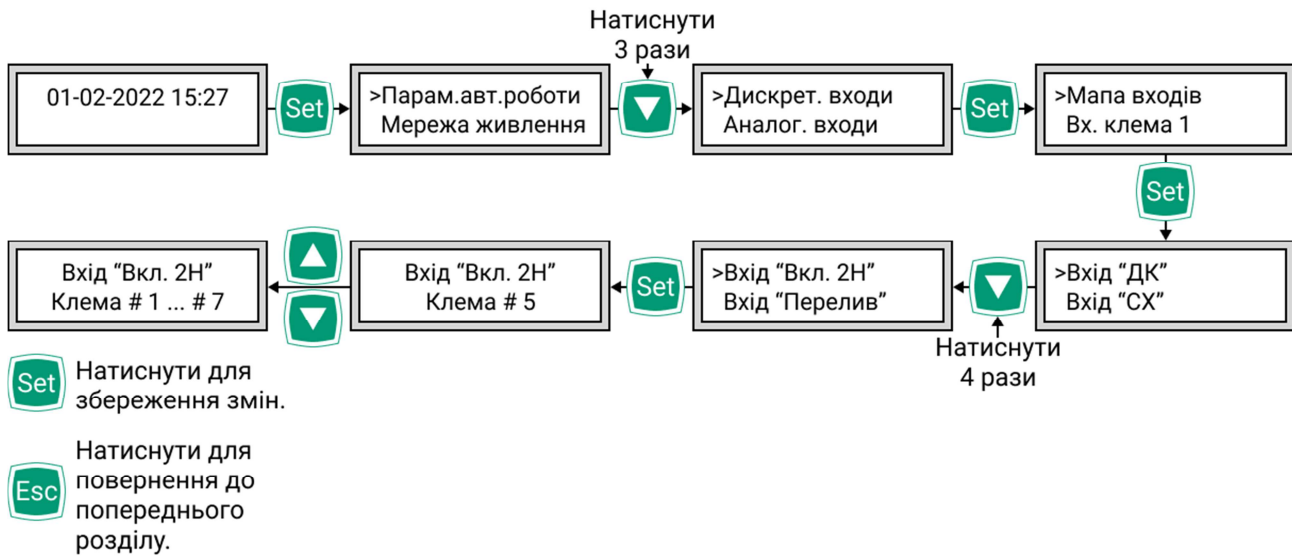 Натиснути
3 рази
01-02-2022 15:27
Set
>Парам.авт.роботи
Мережа живлення
>Дискрет. входи
Аналог. входи
Set
>Мапа входів
Вх. клема 1
Set
>Вхід “ДК”
Вхід “СХ”
Натиснути
4 рази
>Вхід “Вкл. 2Н”
Вхід “Перелив”
Set
Вхід “Вкл. 2Н”
Клема # 5
Вхід “Вкл. 2Н”
Клема # 1 ... # 7
Set
Натиснути для
збереження змін.
Esc
Натиснути для
повернення до
попереднього
розділу.